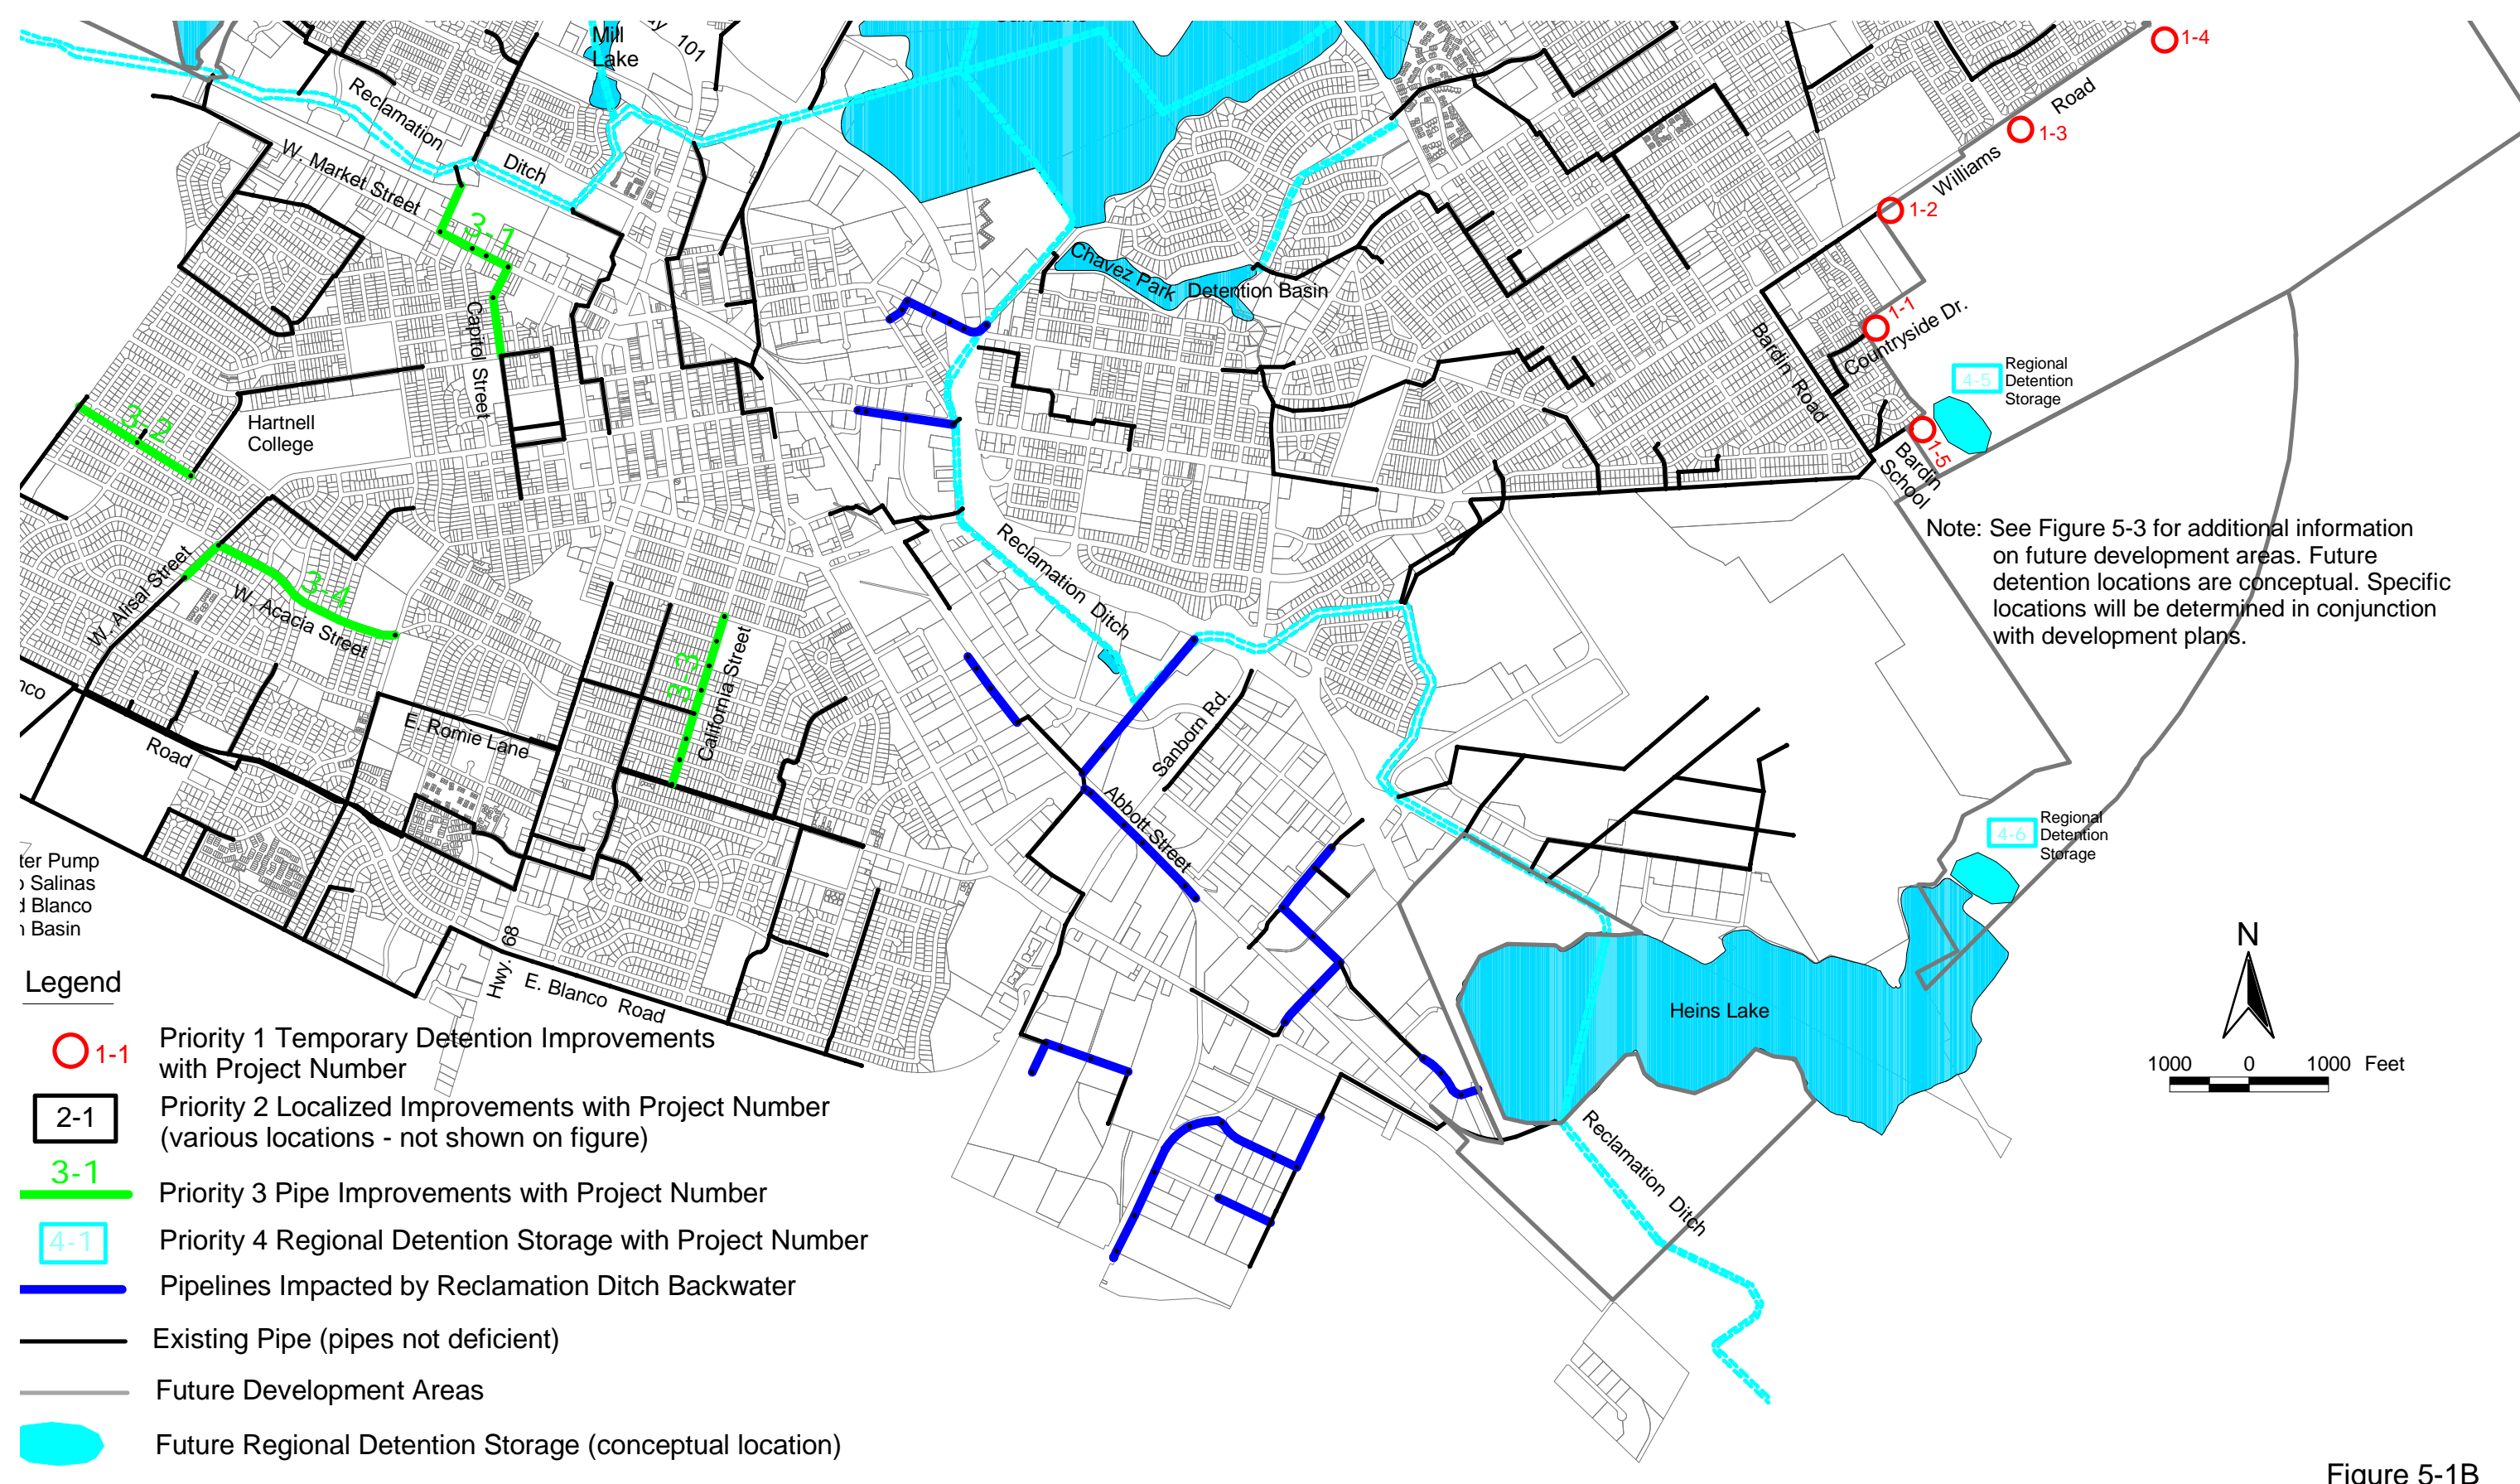 Mill
Lake
101
1-4
Road
1-3
Williams
1-2
Reclamation
Ditch
W. Market Street
3-1
Capitol Street
Chavez Park
Detention Basin
1-1
Countryside Dr.
Bardin Road
4-5
Regional
Detention
Storage
1-5
Bardin
School
3-2
Hartnell
College
Note: See Figure 5-3 for additional information
on future development areas. Future
detention locations are conceptual. Specific
locations will be determined in conjunction
with development plans.
Reclamation Ditch
W. Alisal Street
3-4
W. Acacia Street
3-3
California Street
Sanborn Rd.
E. Romie Lane
Road
Abbott Street
4-6
Regional
Detention
Storage
ter Pump
Salinas
Blanco
Basin
Hwy. 68
E. Blanco Road
Heins Lake
N
1000 0 1000 Feet
Reclamation Ditch
Legend
1-1 Priority 1 Temporary Detention Improvements
with Project Number
2-1 Priority 2 Localized Improvements with Project Number
(various locations - not shown on figure)
3-1
Priority 3 Pipe Improvements with Project Number
4-1 Priority 4 Regional Detention Storage with Project Number
Pipelines Impacted by Reclamation Ditch Backwater
Existing Pipe (pipes not deficient)
Future Development Areas
Future Regional Detention Storage (conceptual location)
Figure 5-1B